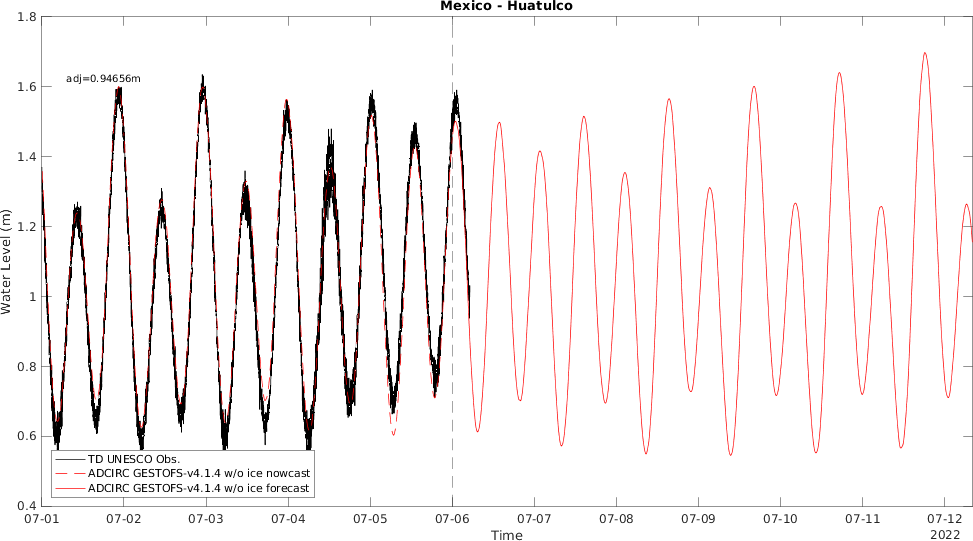 Mexico - Huatulco
1.8
1.6
1.4
1.2
1
0.8
0.6
0.4
Water Level (m)
adj=0.94656m
TD UNESCO Obs.
ADCIRC GESTOFS-v4.1.4 w/o ice nowcast
ADCIRC GESTOFS-v4.1.4 w/o ice forecast
07-01 07-02 07-03 07-04 07-05 07-06 07-07 07-08 07-09 07-10 07-11 07-12
2022
Time